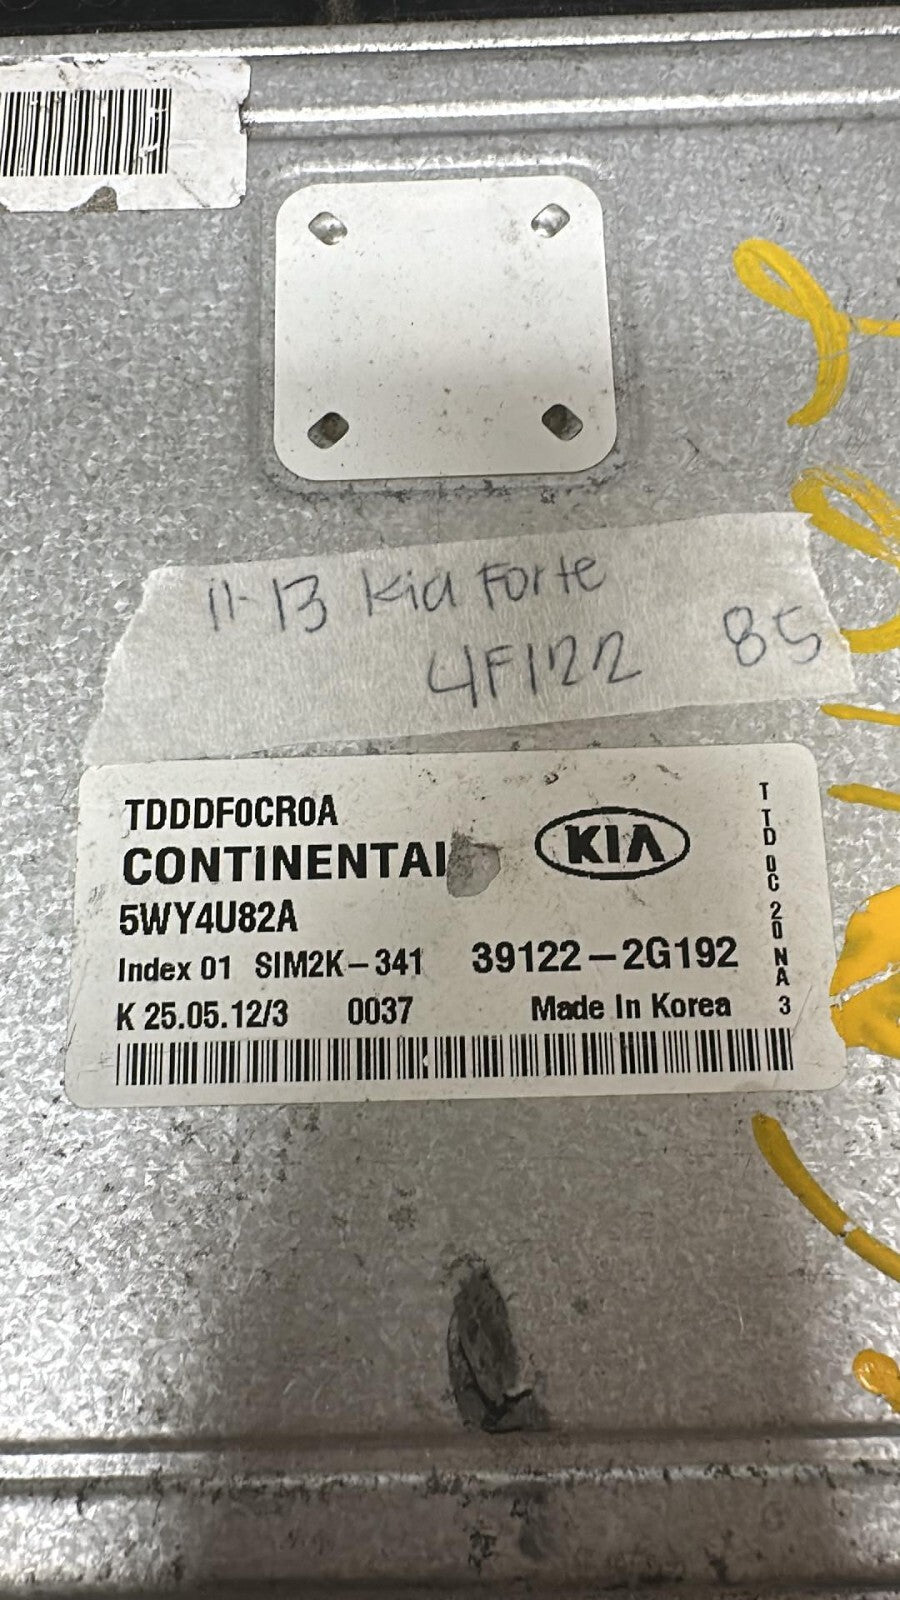 11-13 Kia Forte
4F122 85
TDDDF0CR0A
CONTINENTAL
KIA
5WY4U82A
Index 01 SIM2K-341 39122-2G192
K 25.05.12/3 0037 Made In Korea
T TD 0C 20 NA 3